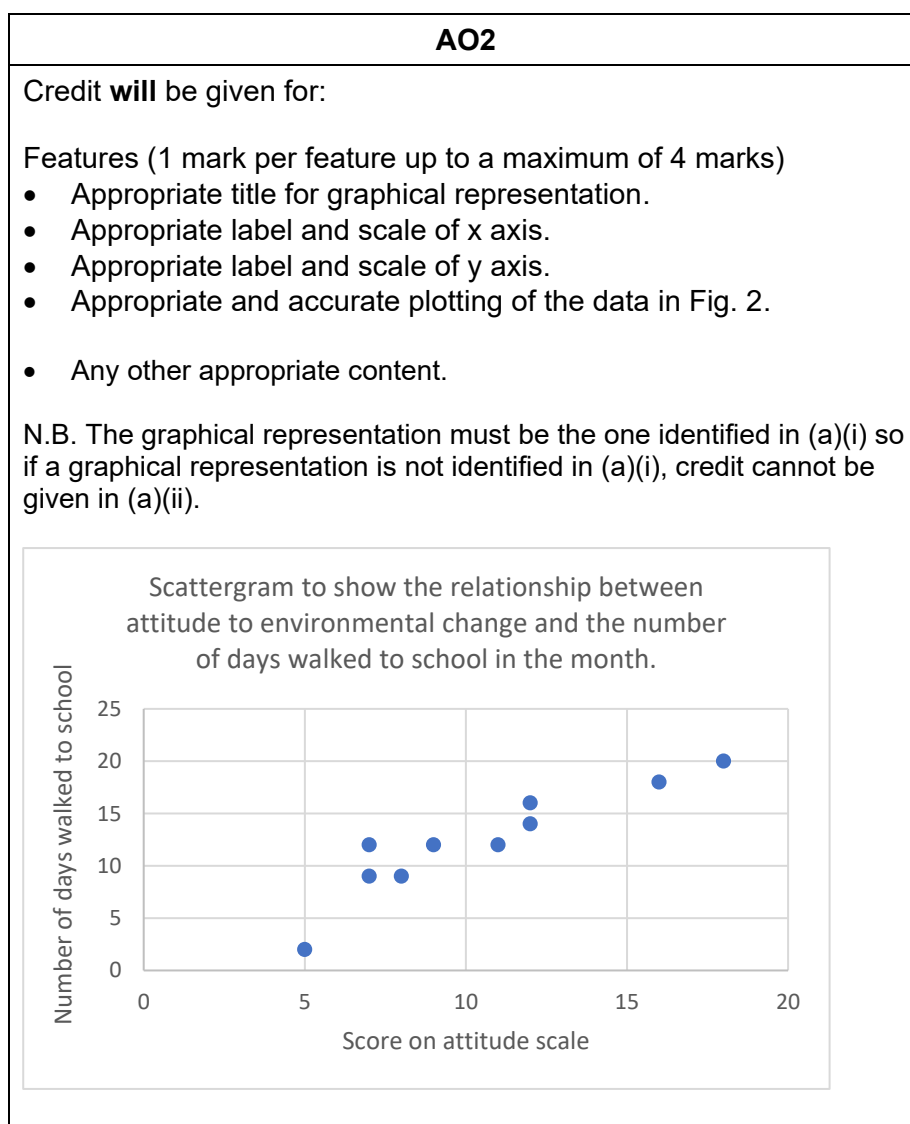 AO2
Credit will be given for:
Features (1 mark per feature up to a maximum of 4 marks)
• Appropriate title for graphical representation.
• Appropriate label and scale of x axis.
• Appropriate label and scale of y axis.
• Appropriate and accurate plotting of the data in Fig. 2.
• Any other appropriate content.
N.B. The graphical representation must be the one identified in (a)(i) so
if a graphical representation is not identified in (a)(i), credit cannot be
given in (a)(ii).
Scattergram to show the relationship between
attitude to environmental change and the number
of days walked to school in the month.
Number of days walked to school
25
20
15
10
5
0
0 5 10 15 20
Score on attitude scale